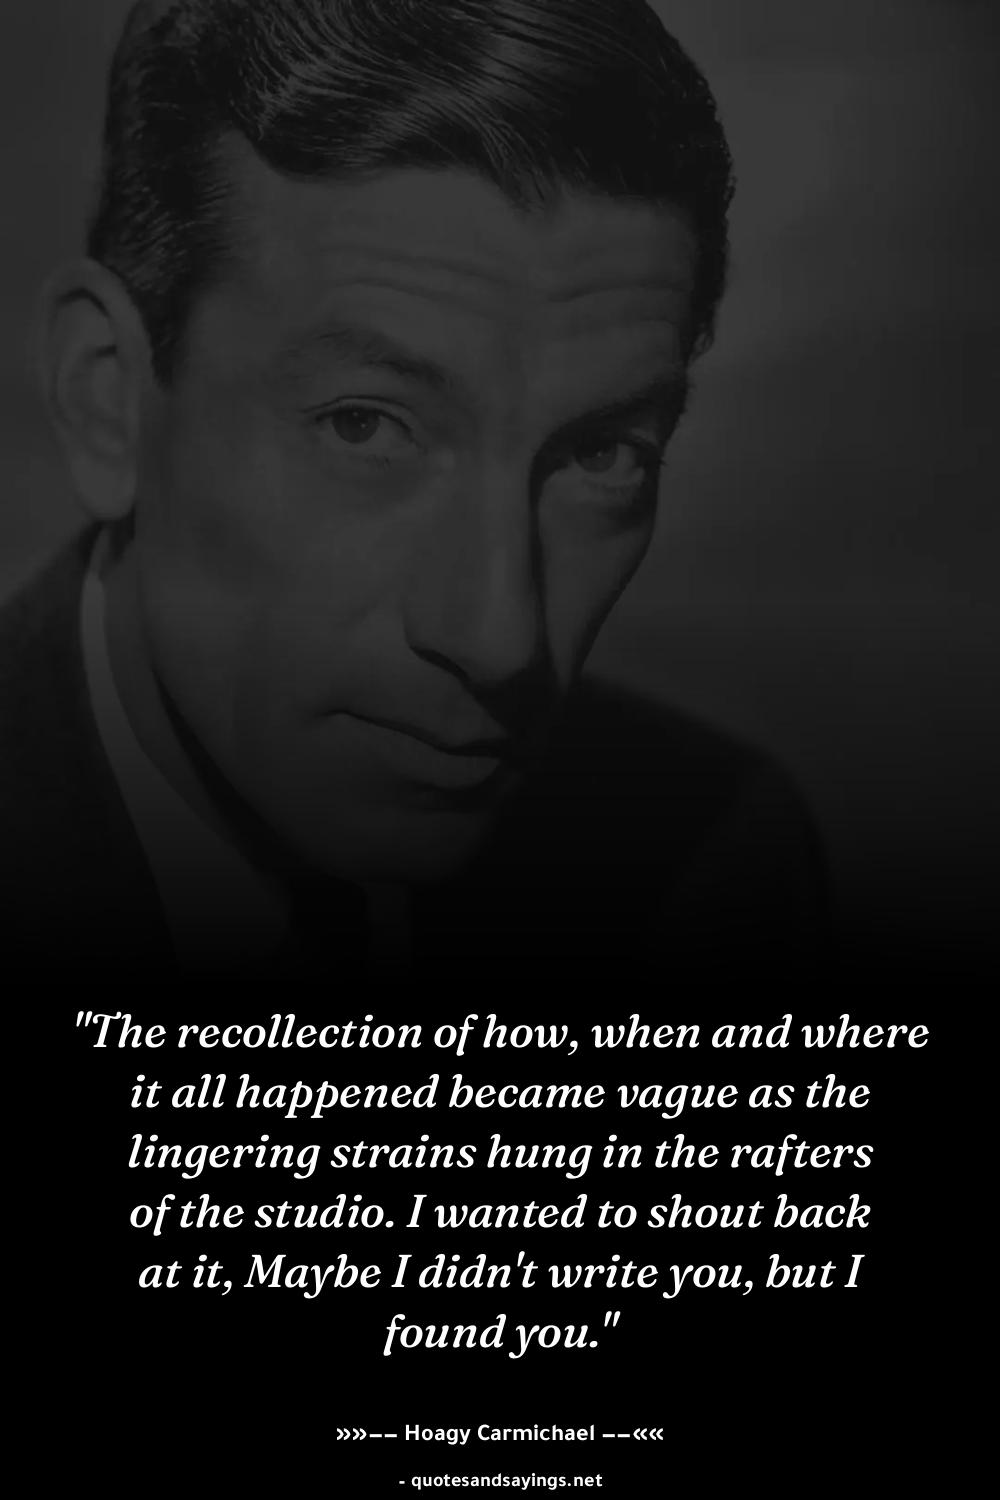 "The recollection of how, when and where
it all happened became vague as the
lingering strains hung in the rafters
of the studio. I wanted to shout back
at it, Maybe I didn't write you, but I
found you."
»»-- Hoagy Carmichael --««
- quotesandsayings.net